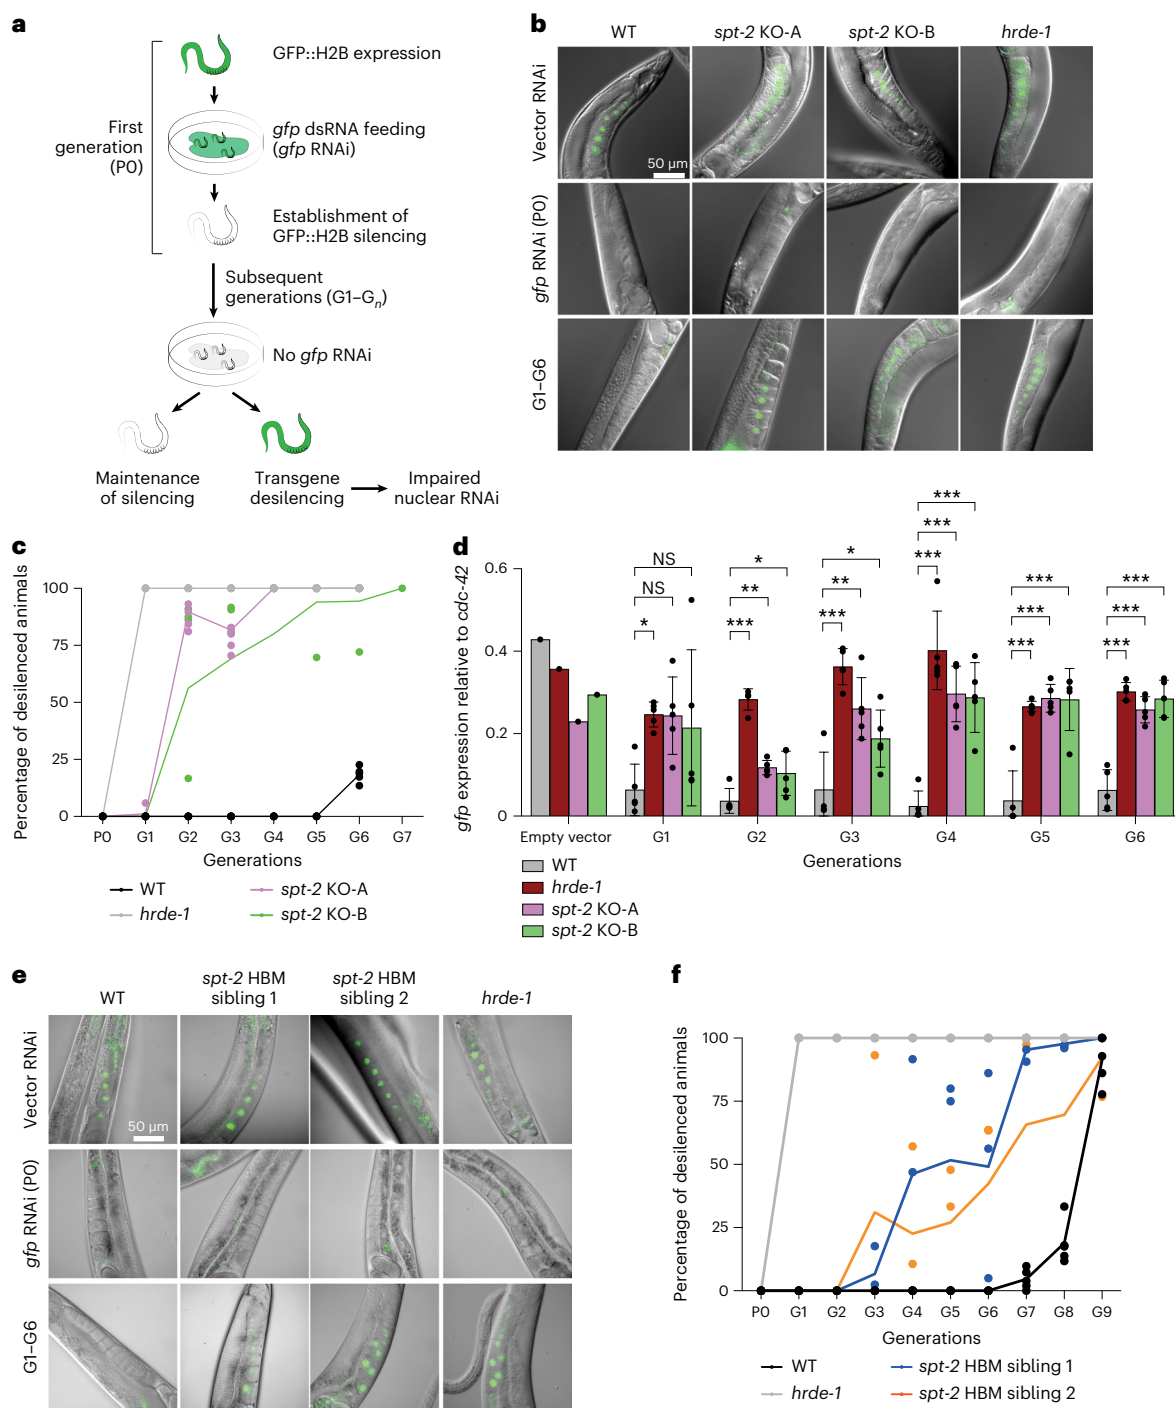 a
GFP::H2B expression
First
generation
(P0)
gfp dsRNA feeding
(gfp RNAi)
Establishment of
GFP::H2B silencing
Subsequent
generations (G1–Gn)
No gfp RNAi
Maintenance
of silencing
Transgene
desilencing
Impaired
nuclear RNAi
b
WT
spt-2 KO-A
spt-2 KO-B
hrde-1
Vector RNAi
50 µm
gfp RNAi (P0)
G1–G6
c
Percentage of desilenced animals
100
75
50
25
0
P0 G1 G2 G3 G4 G5 G6 G7
Generations
WT
hrde-1
spt-2 KO-A
spt-2 KO-B
d
gfp expression relative to cdc-42
0.6
0.4
0.2
0
NS
NS
*
*
**
***
*
**
***
***
***
***
***
***
***
***
***
***
Empty vector G1 G2 G3 G4 G5 G6
Generations
WT
hrde-1
spt-2 KO-A
spt-2 KO-B
e
WT
spt-2 HBM
sibling 1
spt-2 HBM
sibling 2
hrde-1
Vector RNAi
50 µm
gfp RNAi (P0)
G1–G6
f
Percentage of desilenced animals
100
75
50
25
0
P0 G1 G2 G3 G4 G5 G6 G7 G8 G9
Generations
WT
hrde-1
spt-2 HBM sibling 1
spt-2 HBM sibling 2